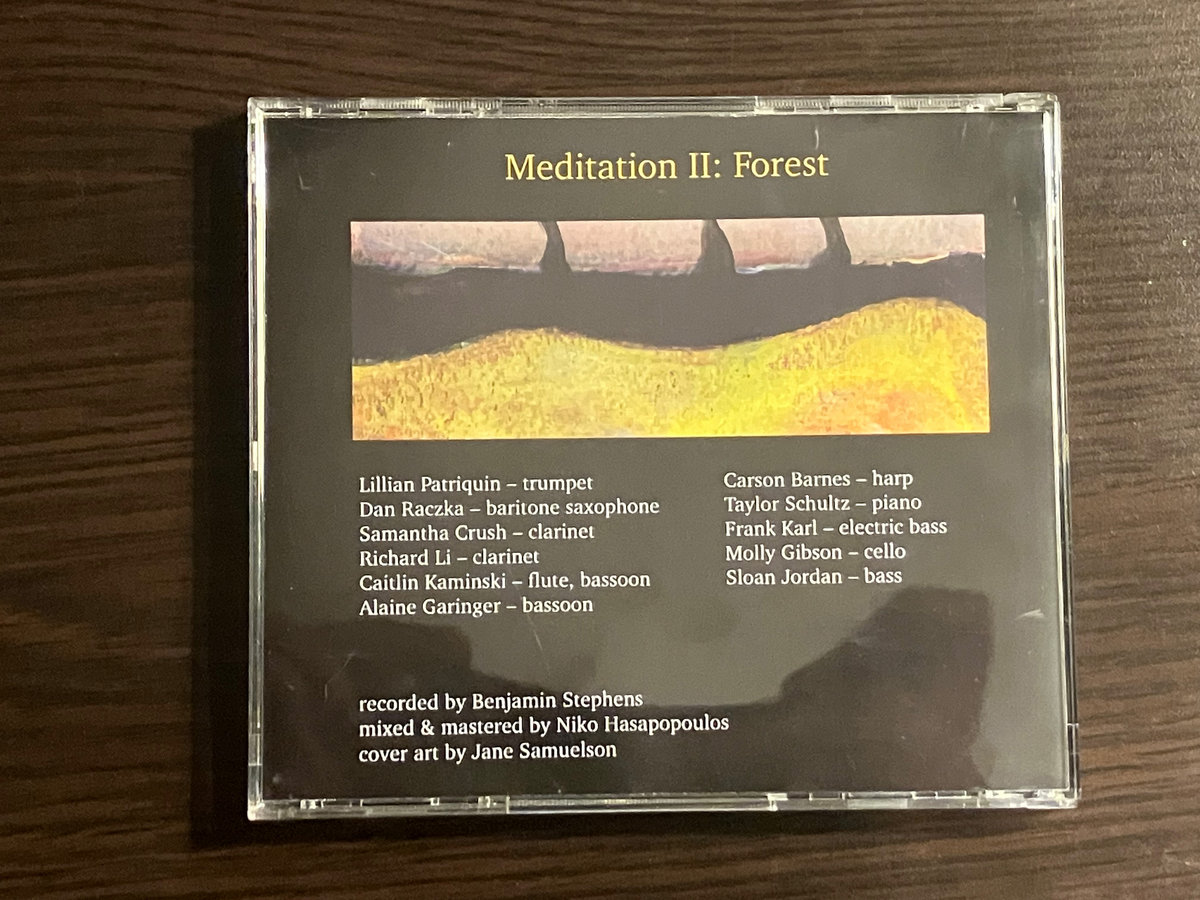 Meditation II: Forest
Lillian Patriquin – trumpet
Dan Raczka – baritone saxophone
Samantha Crush – clarinet
Richard Li – clarinet
Caitlin Kaminski – flute, bassoon
Alaine Garinger – bassoon
Carson Barnes – harp
Taylor Schultz – piano
Frank Karl – electric bass
Molly Gibson – cello
Sloan Jordan – bass
recorded by Benjamin Stephens
mixed & mastered by Niko Hasapopoulos
cover art by Jane Samuelson